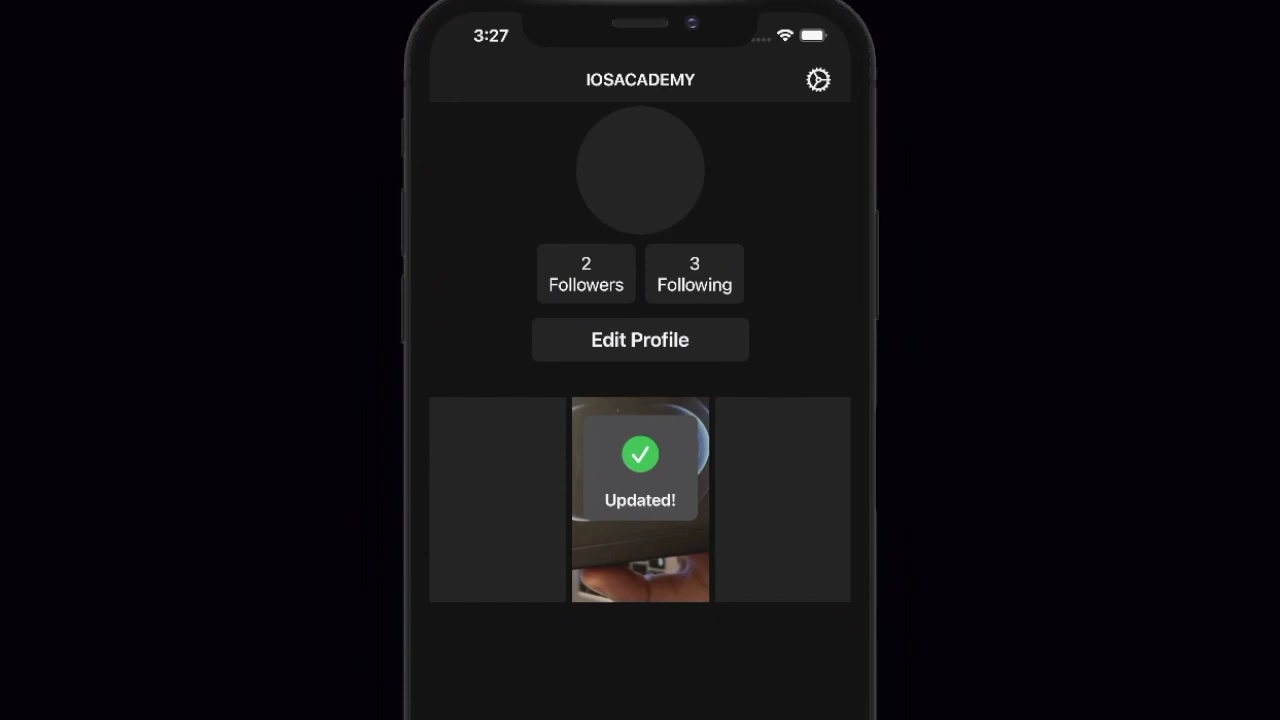 3:27
IOSACADEMY
2
Followers
3
Following
Edit Profile
Updated!